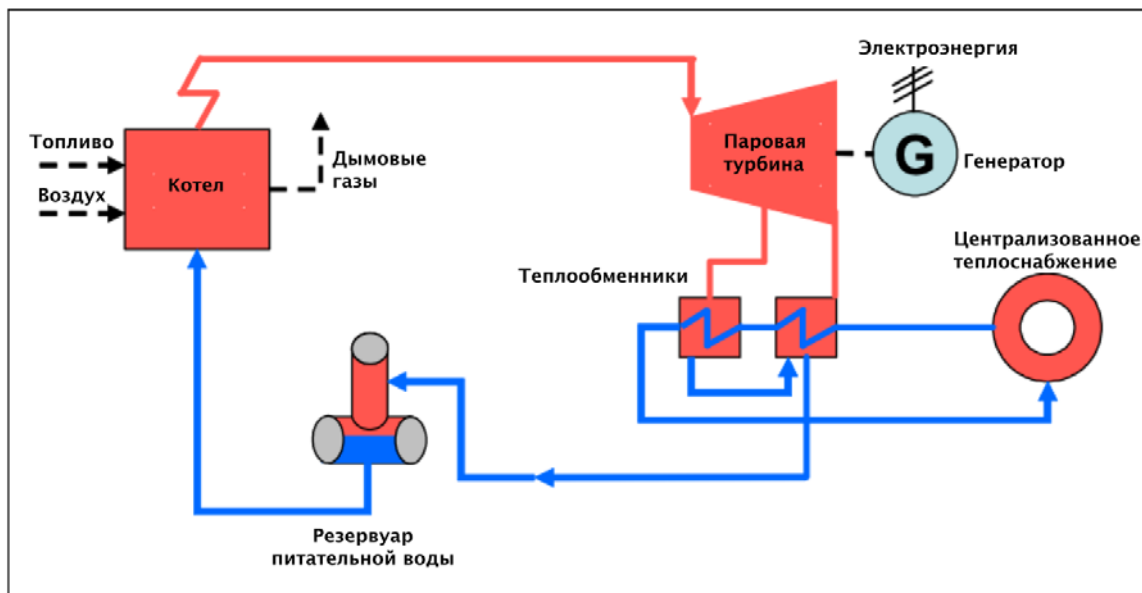 Электроэнергия
Топливо
Воздух
Котел
Дымовые
газы
Паровая
турбина
G
Генератор
Централизованное
теплоснабжение
Теплообменники
Резервуар
питательной воды